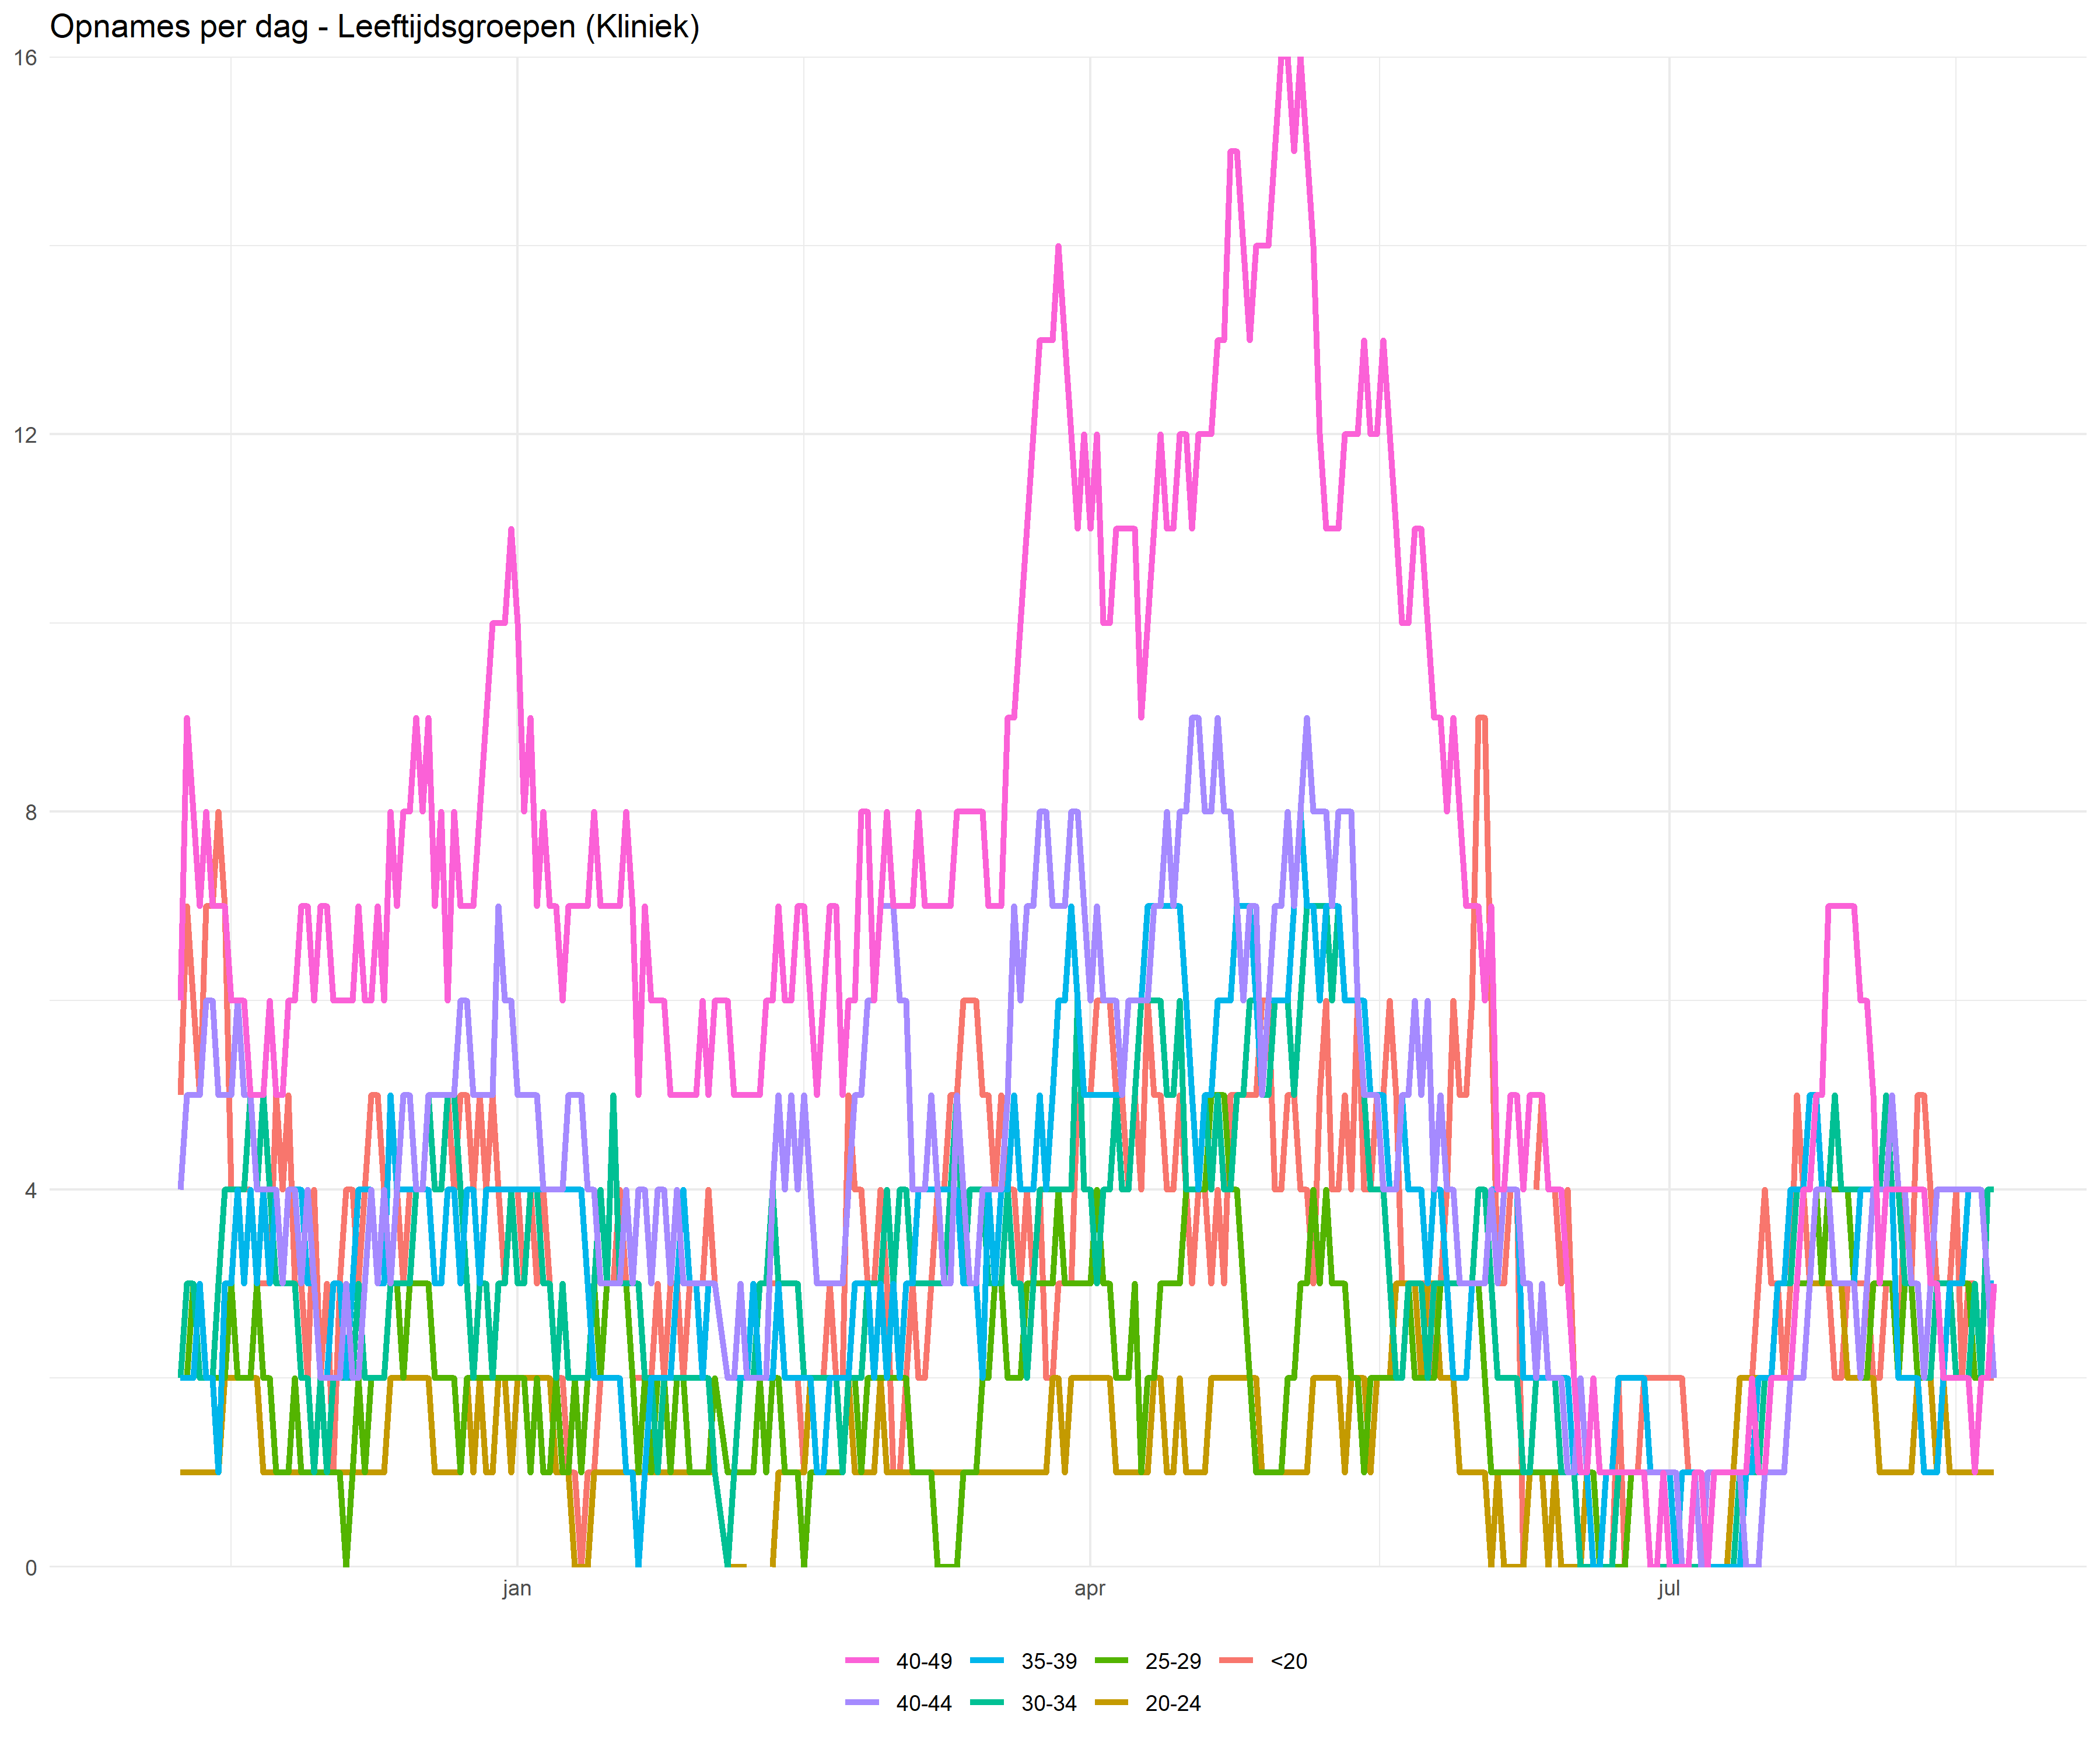 Opnames per dag - Leeftijdsgroepen (Kliniek)
16
12
8
4
0
jan apr jul
40-49 35-39 25-29 <20
40-44 30-34 20-24